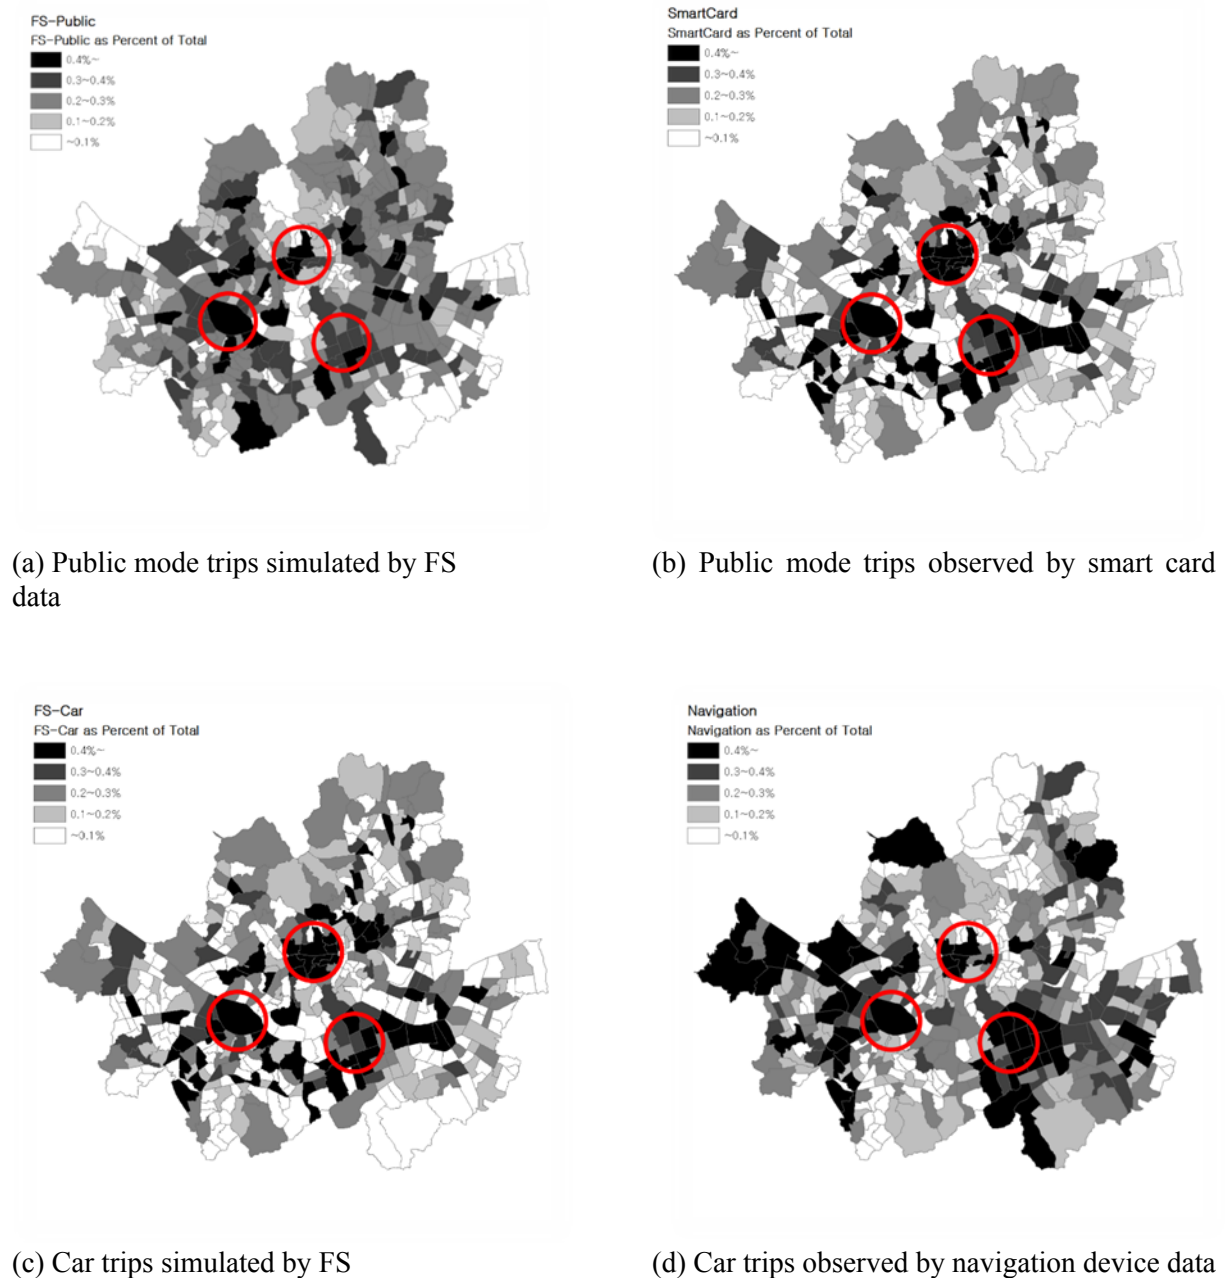 FS-Public
FS-Public as Percent of Total
0.4%~
0.3~0.4%
0.2~0.3%
0.1~0.2%
~0.1%
SmartCard
SmartCard as Percent of Total
0.4%~
0.3~0.4%
0.2~0.3%
0.1~0.2%
~0.1%
(a) Public mode trips simulated by FS
data
(b) Public mode trips observed by smart card
FS-Car
FS-Car as Percent of Total
0.4%~
0.3~0.4%
0.2~0.3%
0.1~0.2%
~0.1%
Navigation
Navigation as Percent of Total
0.4%~
0.3~0.4%
0.2~0.3%
0.1~0.2%
~0.1%
(c) Car trips simulated by FS
(d) Car trips observed by navigation device data